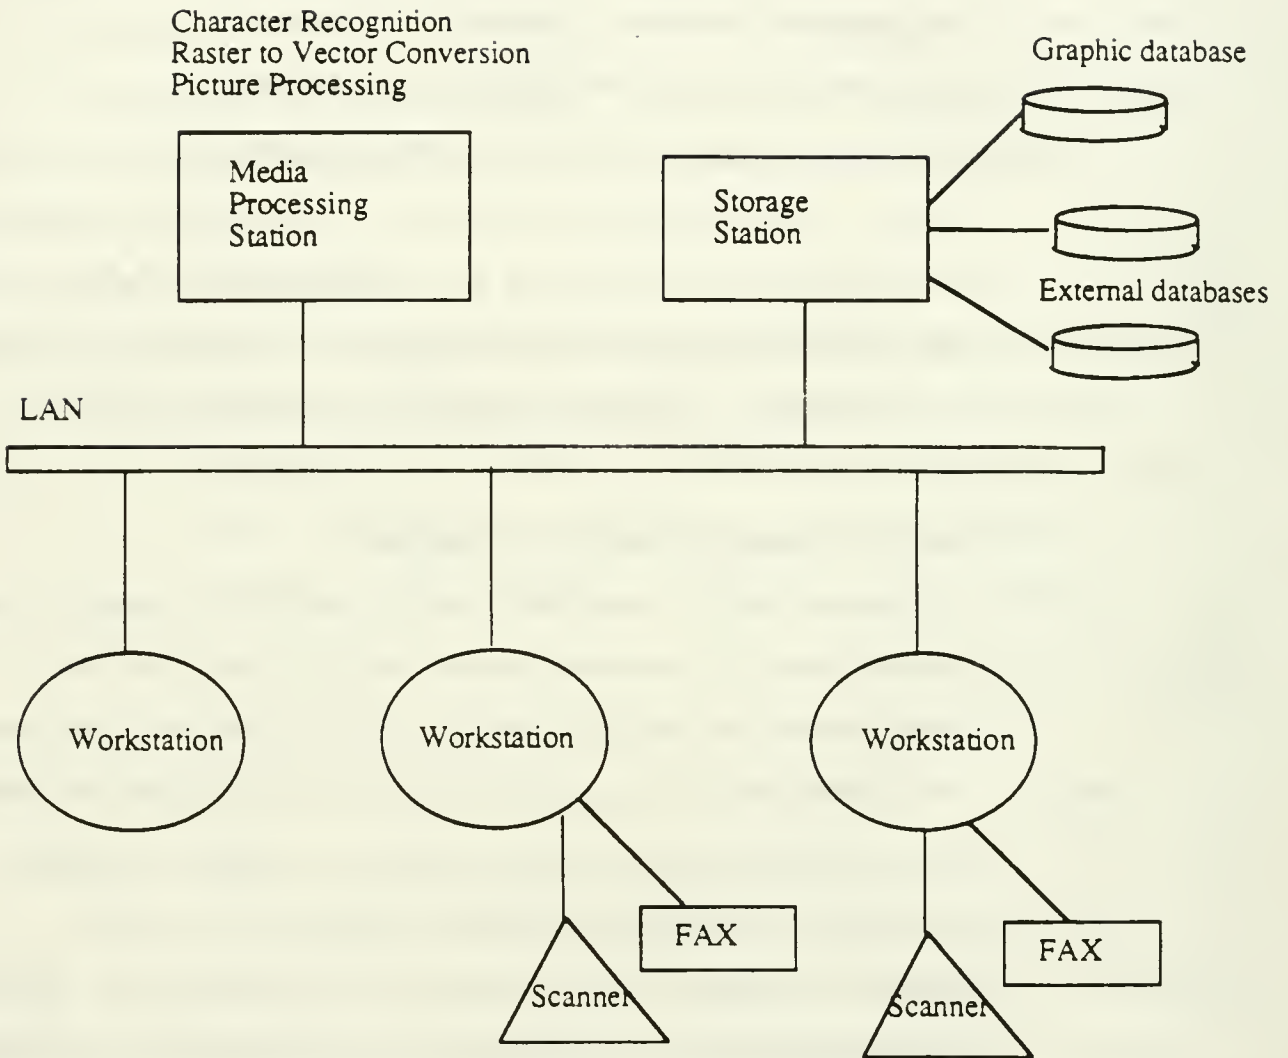 Character Recognition
Raster to Vector Conversion
Picture Processing
Graphic database
Media
Processing
Station
Storage
Station
External databases
LAN
Workstation
Workstation
Workstation
FAX
FAX
Scanner
Scanner